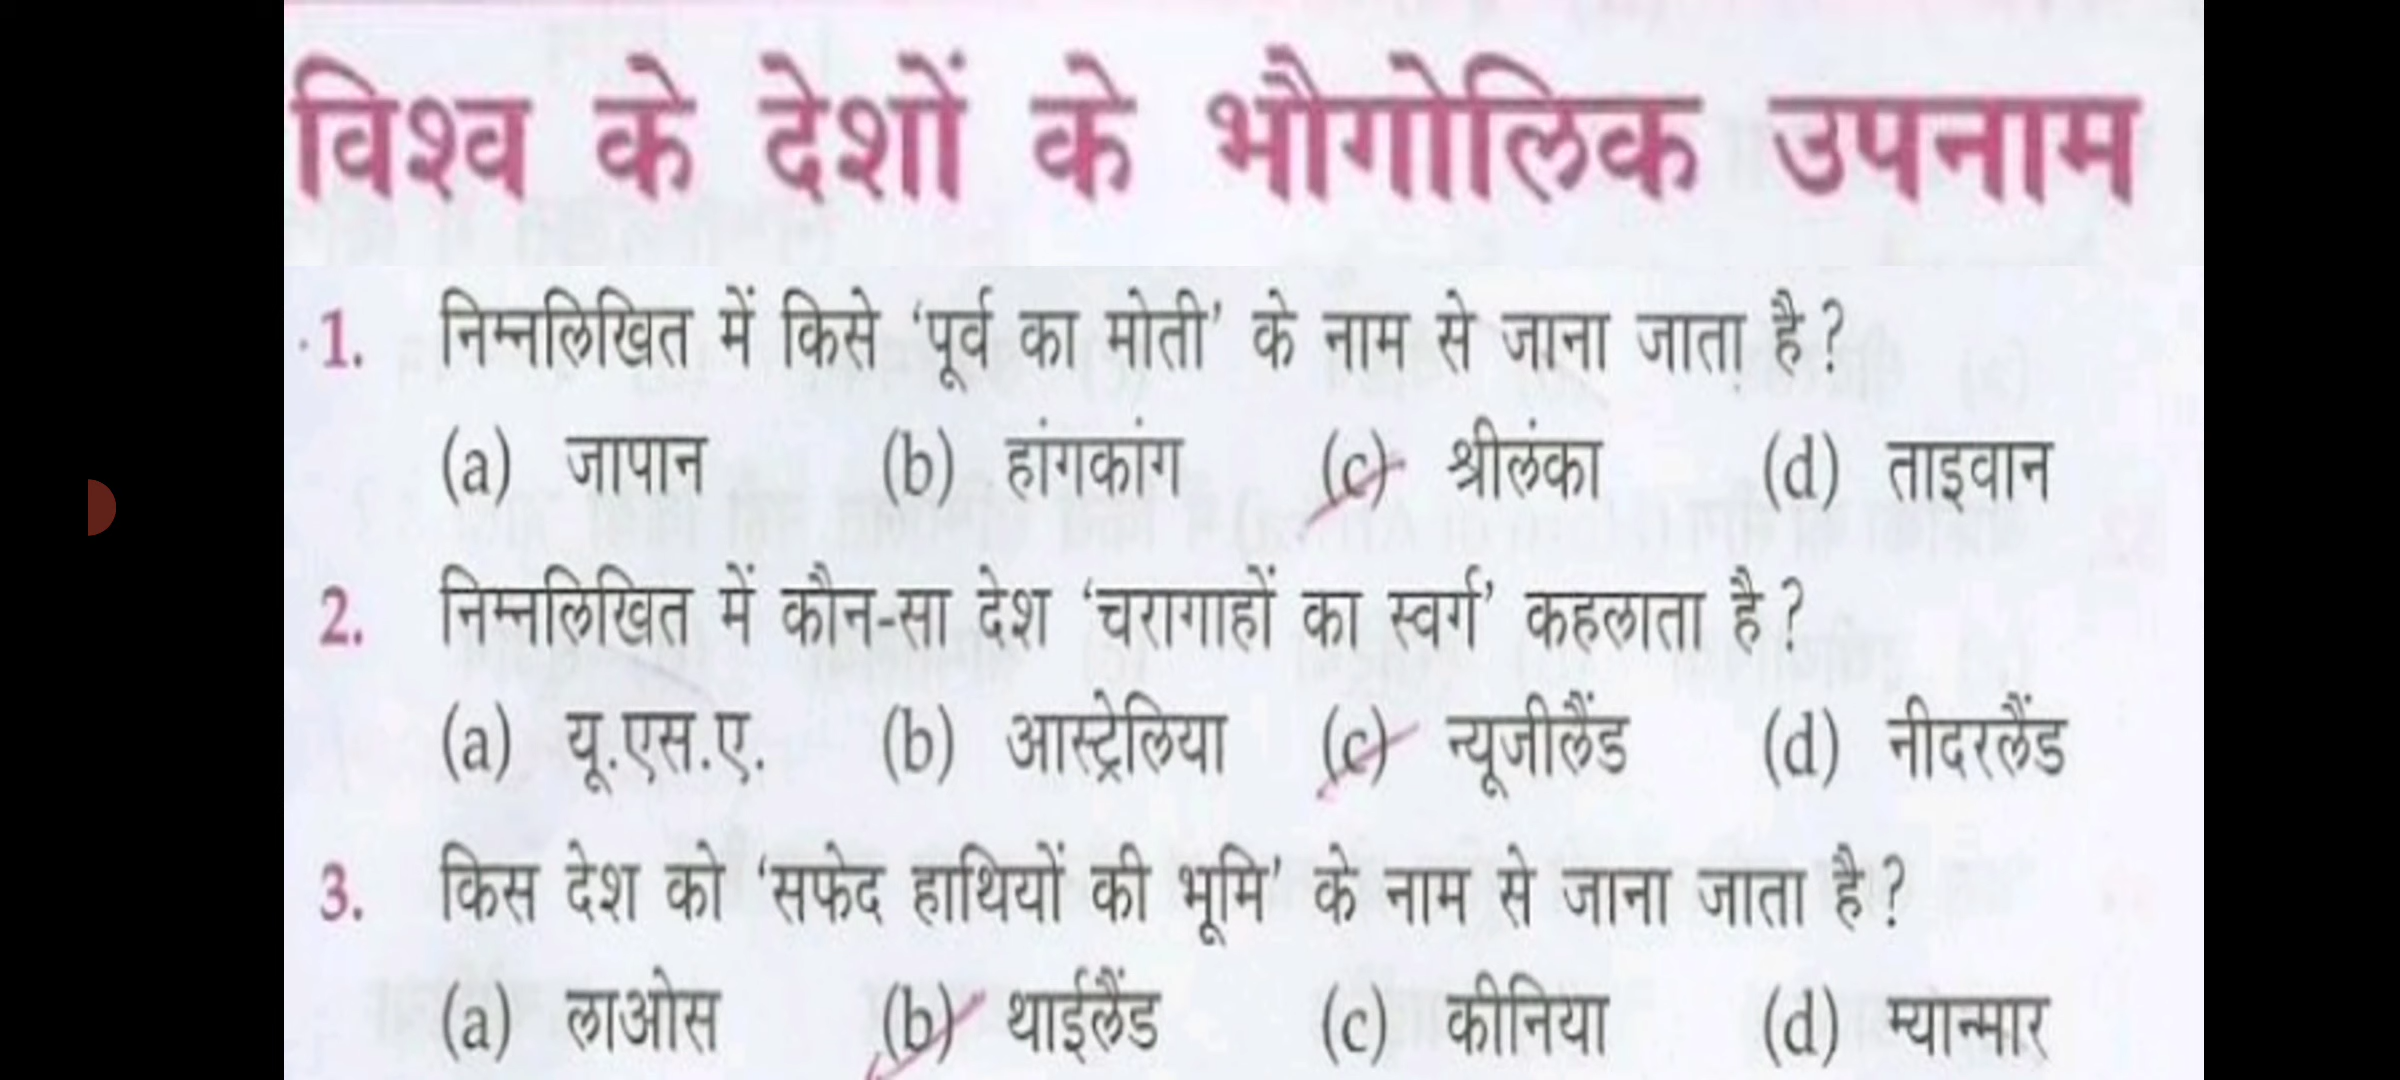 विश्व के देशों के भौगोलिक उपनाम
1. निम्नलिखित में किसे ‘पूर्व का मोती’ के नाम से जाना जाता है?
(a) जापान (b) हांगकांग (c) श्रीलंका (d) ताइवान
2. निम्नलिखित में कौन-सा देश ‘चरागाहों का स्वर्ग’ कहलाता है?
(a) यू.एस.ए. (b) आस्ट्रेलिया (c) न्यूजीलैंड (d) नीदरलैंड
3. किस देश को ‘सफेद हाथियों की भूमि’ के नाम से जाना जाता है?
(a) लाओस (b) थाईलैंड (c) कीनिया (d) म्यान्मार